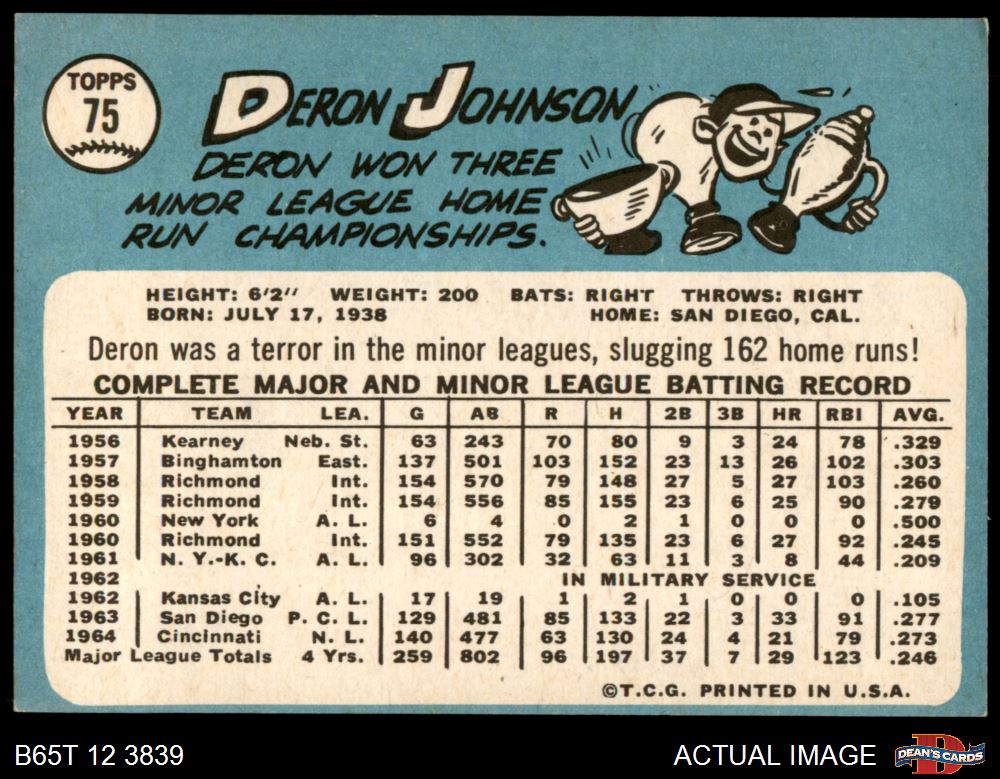 TOPPS
75
DERON JOHNSON
DERON WON THREE
MINOR LEAGUE HOME
RUN CHAMPIONSHIPS.
HEIGHT: 6'2" WEIGHT: 200 BATS: RIGHT THROWS: RIGHT
BORN: JULY 17, 1938 HOME: SAN DIEGO, CAL.
Deron was a terror in the minor leagues, slugging 162 home runs!
COMPLETE MAJOR AND MINOR LEAGUE BATTING RECORD
YEAR TEAM LEA. G AB R H 2B 3B HR RBI AVG.
1956 Kearney Neb. St. 63 243 70 80 9 3 24 78 .329
1957 Binghamton East. 137 501 103 152 23 13 26 102 .303
1958 Richmond Int. 154 570 79 148 27 5 27 103 .260
1959 Richmond Int. 154 556 85 155 23 6 25 90 .279
1960 New York A. L. 6 4 0 2 1 0 0 0 .500
1960 Richmond Int. 151 552 79 135 23 6 27 92 .245
1961 N. Y.-K. C. A. L. 96 302 32 63 11 3 8 44 .209
1962 IN MILITARY SERVICE
1962 Kansas City A. L. 17 19 1 2 1 0 0 0 .105
1963 San Diego P. C. L. 129 481 85 133 22 3 33 91 .277
1964 Cincinnati N. L. 140 477 63 130 24 4 21 79 .273
Major League Totals 4 Yrs. 259 802 96 197 37 7 29 123 .246
©T.C.G. PRINTED IN U.S.A.
B65T 12 3839 ACTUAL IMAGE DEAN'S CARDS